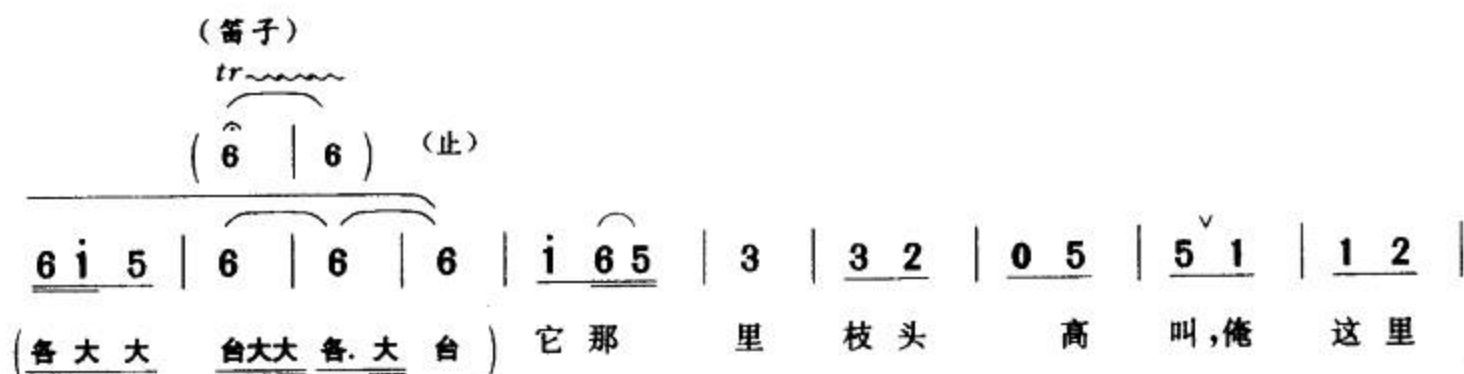 (笛子)
tr
( 6 | 6 ) (止)
6 i 5 | 6 | 6 | 6 | i 6 5 | 3 | 3 2 | 0 5 | 5 1 | 1 2 |
(各大大 台大大 各.大 台) 它那 里 枝头 高 叫,俺 这里